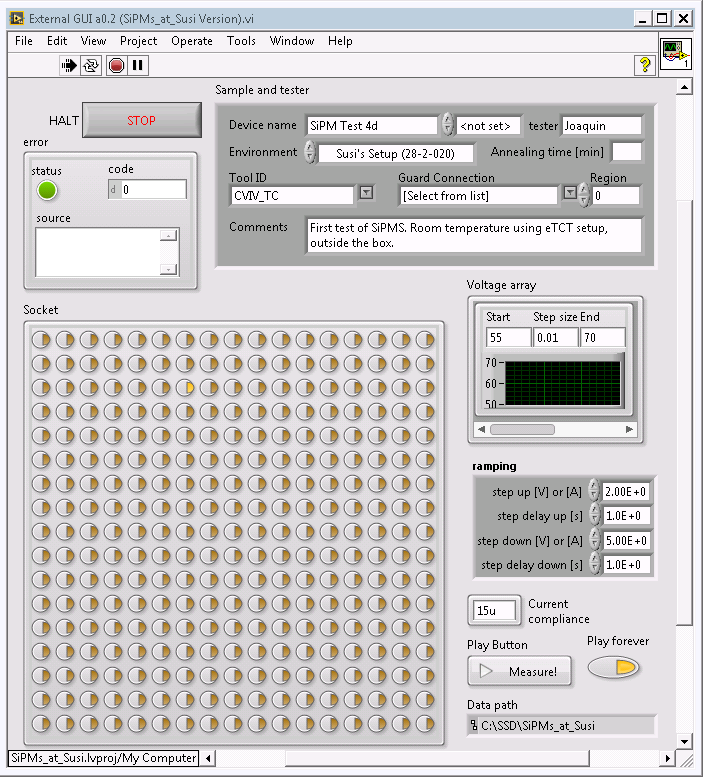 External GUI a0.2 (SiPMs_at_Susi Version).vi
File Edit View Project Operate Tools Window Help
?
1
HALT
STOP
error
status
code
d 0
source
Sample and tester
Device name SiPM Test 4d <not set> tester Joaquin
Environment Susi's Setup (28-2-020) Annealing time [min]
Tool ID Guard Connection Region
CVIV_TC [Select from list] 0
Comments First test of SiPMS. Room temperature using eTCT setup,
outside the box.
Socket
Voltage array
Start Step size End
55 0.01 70
70
60
50
ramping
step up [V] or [A] 2.00E+0
step delay up [s] 1.0E+0
step down [V] or [A] 5.00E+0
step delay down [s] 1.0E+0
15u
Current
compliance
Play Button
Play forever
Measure!
Data path
C:\SSD\SiPMs_at_Susi
SiPMs_at_Susi.lvproj/My Computer